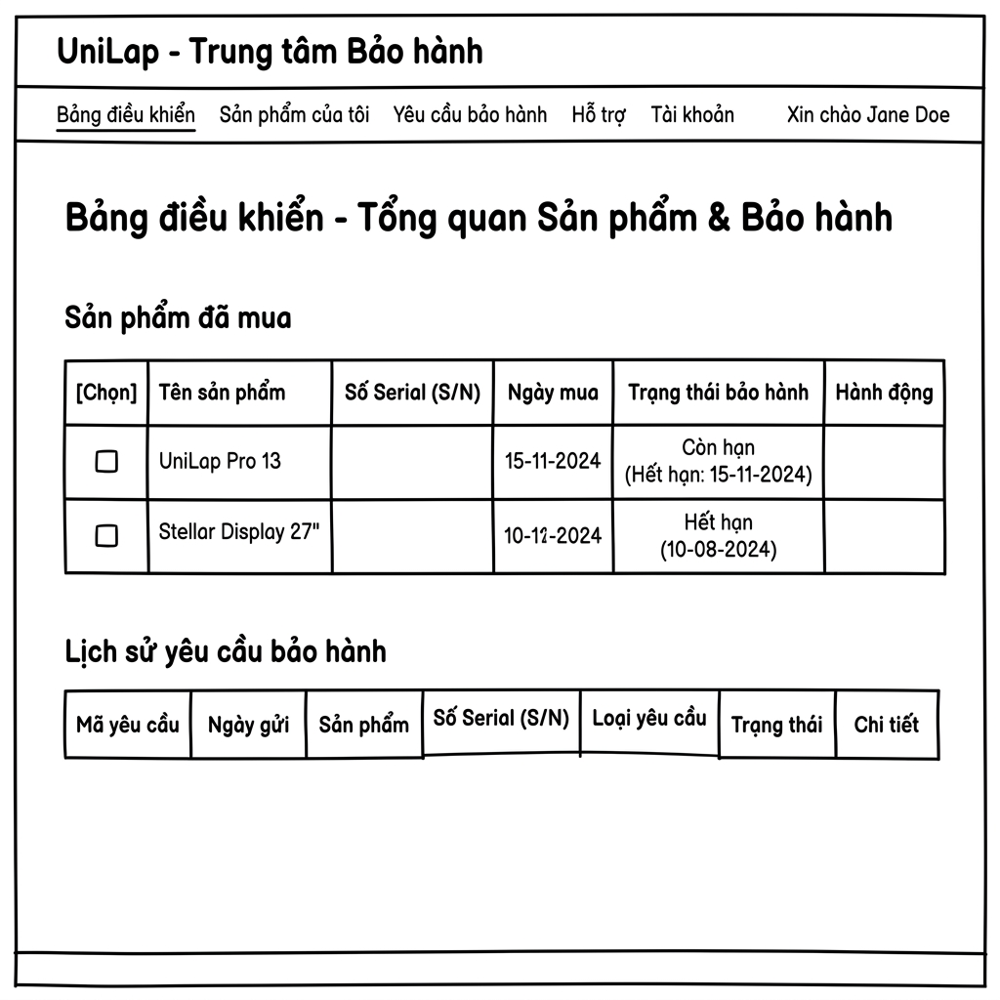 UniLap - Trung tâm Bảo hành
Bảng điều khiển Sản phẩm của tôi Yêu cầu bảo hành Hỗ trợ Tài khoản Xin chào Jane Doe
Bảng điều khiển - Tổng quan Sản phẩm & Bảo hành
Sản phẩm đã mua
[Chọn] Tên sản phẩm Số Serial (S/N) Ngày mua Trạng thái bảo hành Hành động
UniLap Pro 13 15-11-2024 Còn hạn
(Hết hạn: 15-11-2024)
Stellar Display 27" 10-12-2024 Hết hạn
(10-08-2024)
Lịch sử yêu cầu bảo hành
Mã yêu cầu Ngày gửi Sản phẩm Số Serial (S/N) Loại yêu cầu Trạng thái Chi tiết